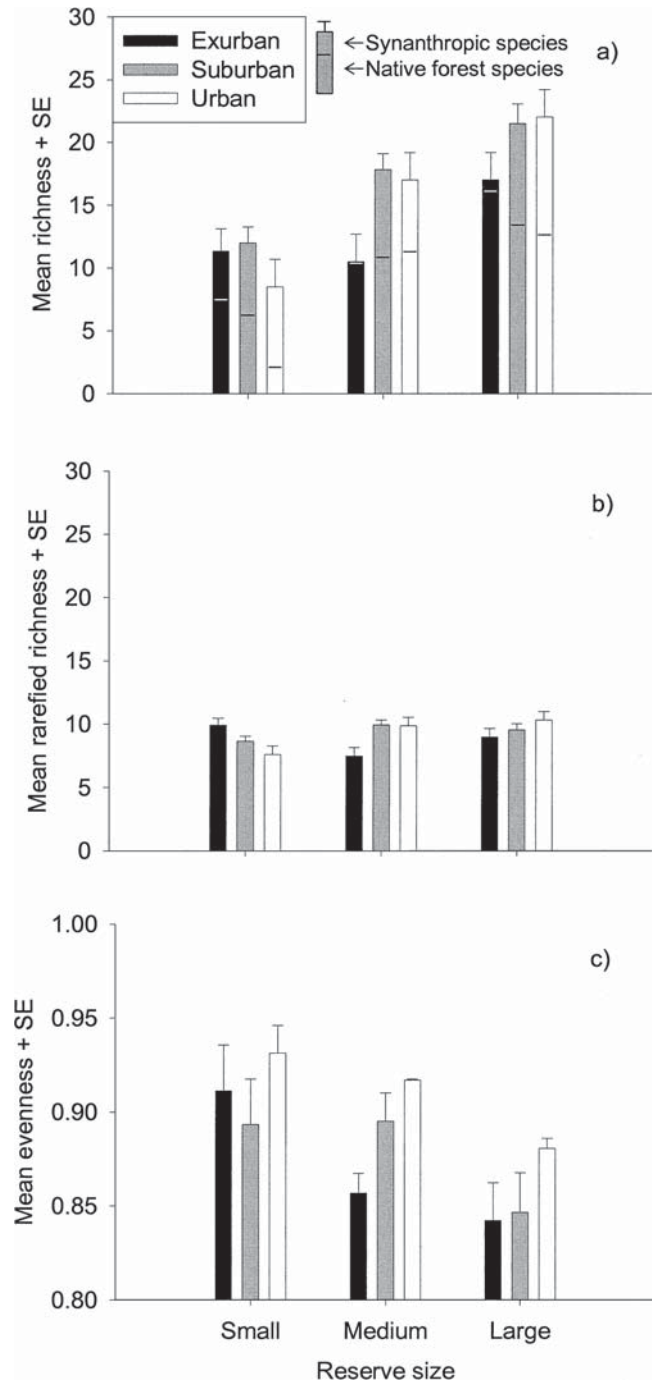 30
25
20
15
10
5
0
Mean richness + SE
Exurban
Suburban
Urban
←Synanthropic species
←Native forest species
a)
30
25
20
15
10
5
0
Mean rarefied richness + SE
b)
1.00
0.95
0.90
0.85
0.80
Mean evenness + SE
c)
Small Medium Large
Reserve size